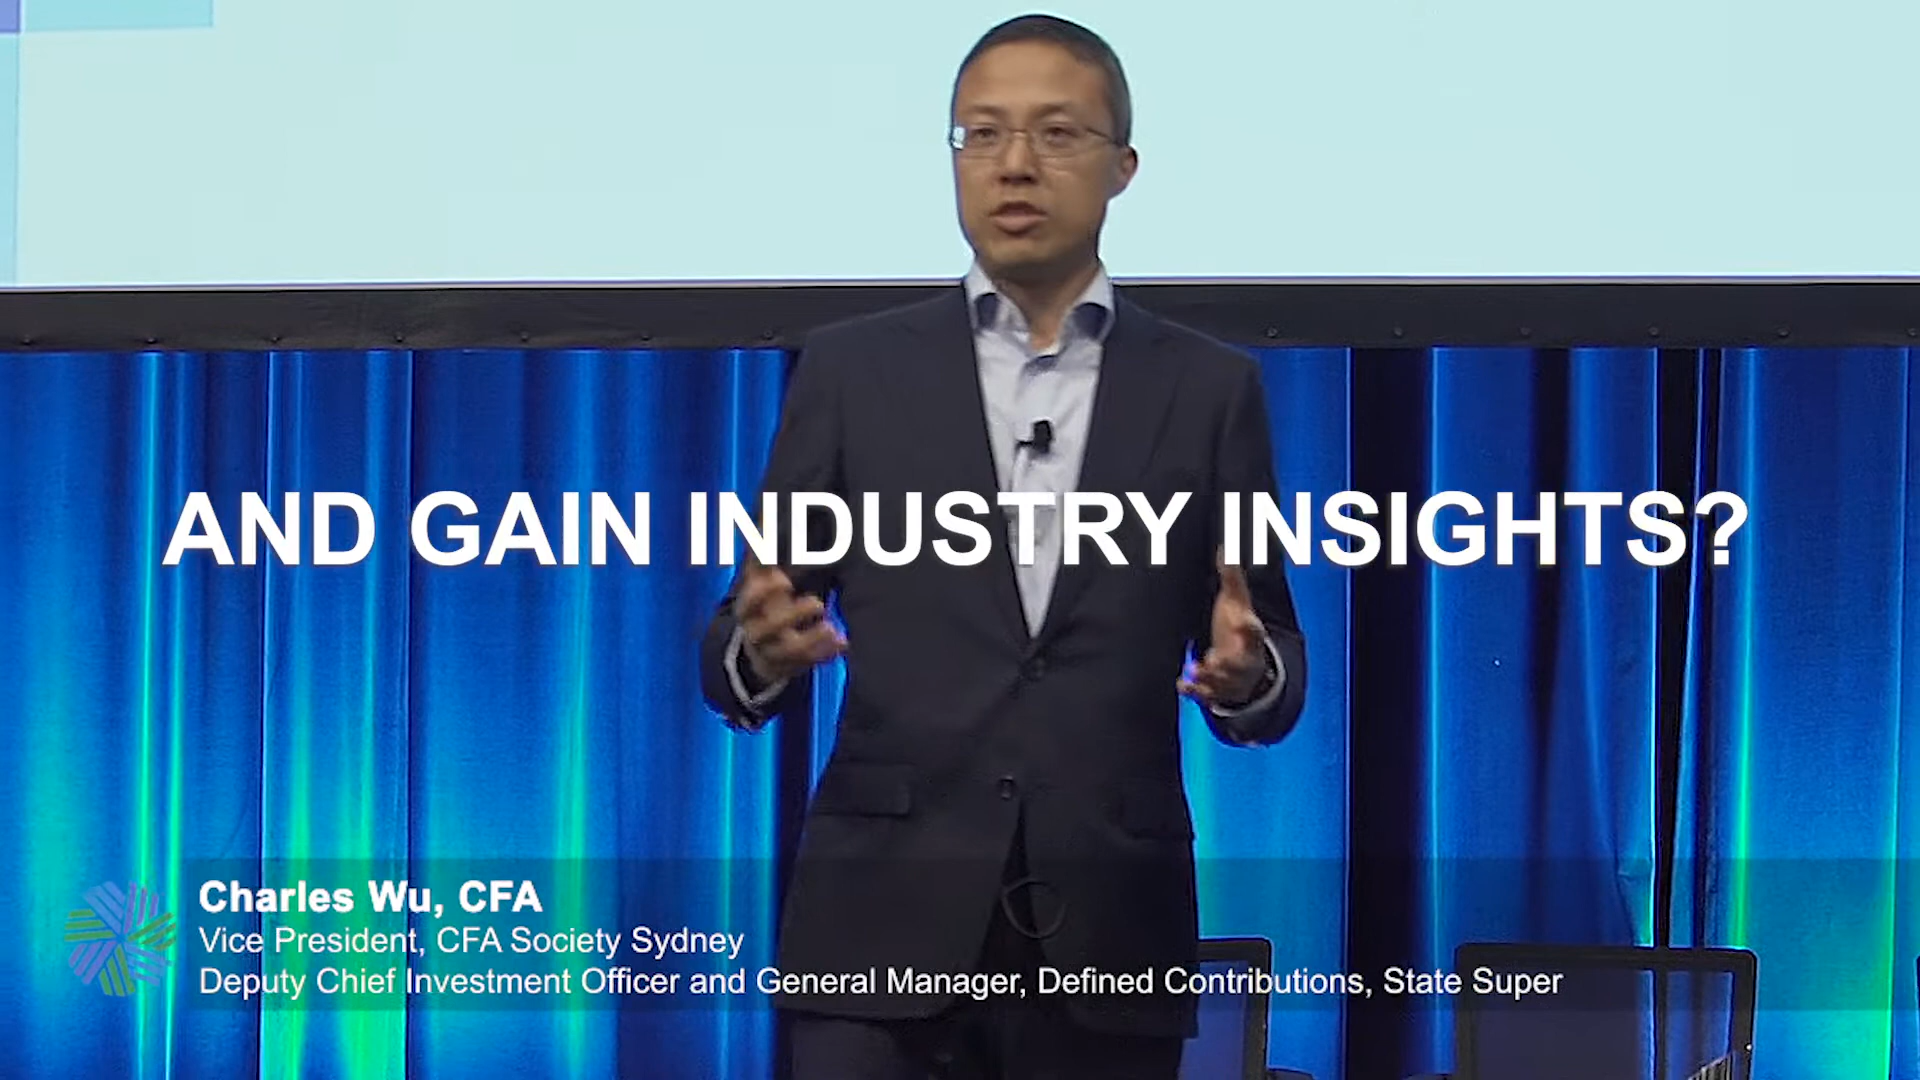 AND GAIN INDUSTRY INSIGHTS?
Charles Wu, CFA
Vice President, CFA Society Sydney
Deputy Chief Investment Officer and General Manager, Defined Contributions, State Super